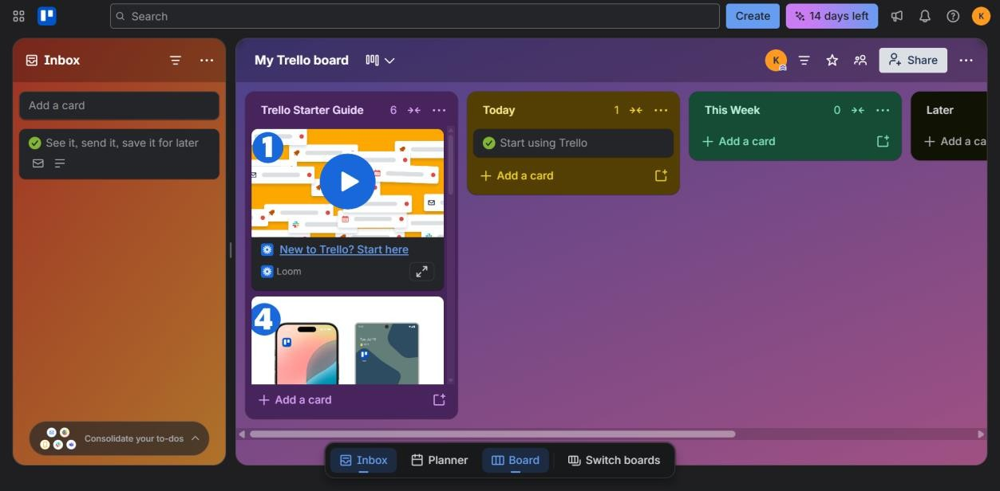 Search
Create
14 days left
K
Inbox
Add a card
See it, send it, save it for later
Consolidate your to-dos
My Trello board
K
Share
Trello Starter Guide
6
1
New to Trello? Start here
Loom
4
Add a card
Today
1
Start using Trello
Add a card
This Week
0
Add a card
Later
Add a ca
Inbox
Planner
Board
Switch boards